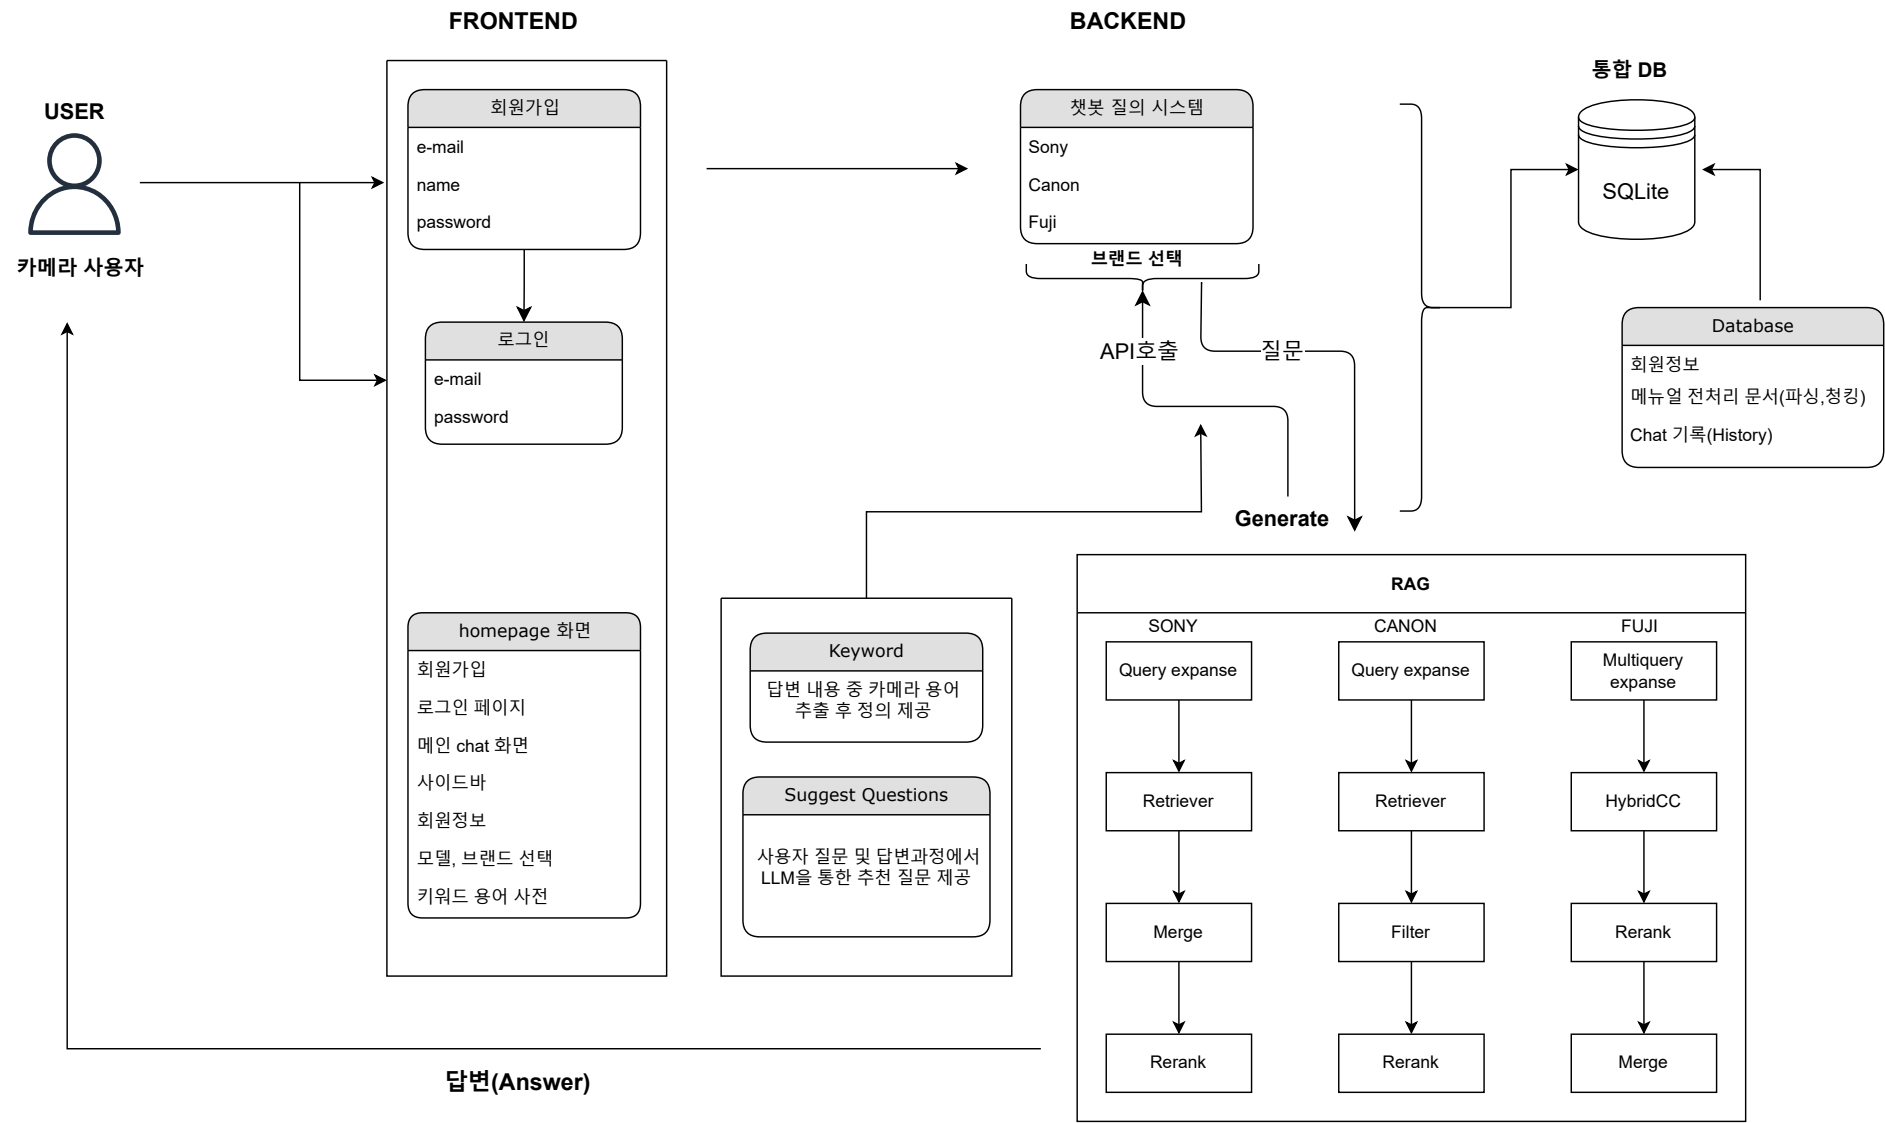 FRONTEND
BACKEND
USER
카메라 사용자
회원가입
e-mail
name
password
로그인
e-mail
password
homepage 화면
회원가입
로그인 페이지
메인 chat 화면
사이드바
회원정보
모델, 브랜드 선택
키워드 용어 사전
챗봇 질의 시스템
Sony
Canon
Fuji
브랜드 선택
API호출
질문
Generate
통합 DB
SQLite
Database
회원정보
메뉴얼 전처리 문서(파싱,청킹)
Chat 기록(History)
Keyword
답변 내용 중 카메라 용어
추출 후 정의 제공
Suggest Questions
사용자 질문 및 답변과정에서
LLM을 통한 추천 질문 제공
RAG
SONY
Query expanse
Retriever
Merge
Rerank
CANON
Query expanse
Retriever
Filter
Rerank
FUJI
Multiquery
expanse
HybridCC
Rerank
Merge
답변(Answer)